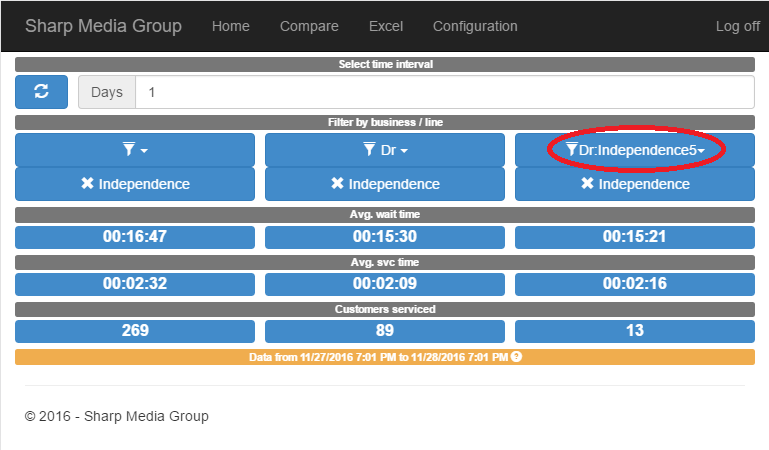 Sharp Media Group Home Compare Excel Configuration Log off
Select time interval
Days 1
Filter by business / line
Dr Dr:Independence5
Independence Independence Independence
Avg. wait time
00:16:47 00:15:30 00:15:21
Avg. svc time
00:02:32 00:02:09 00:02:16
Customers serviced
269 89 13
Data from 11/27/2016 7:01 PM to 11/28/2016 7:01 PM ?
© 2016 - Sharp Media Group